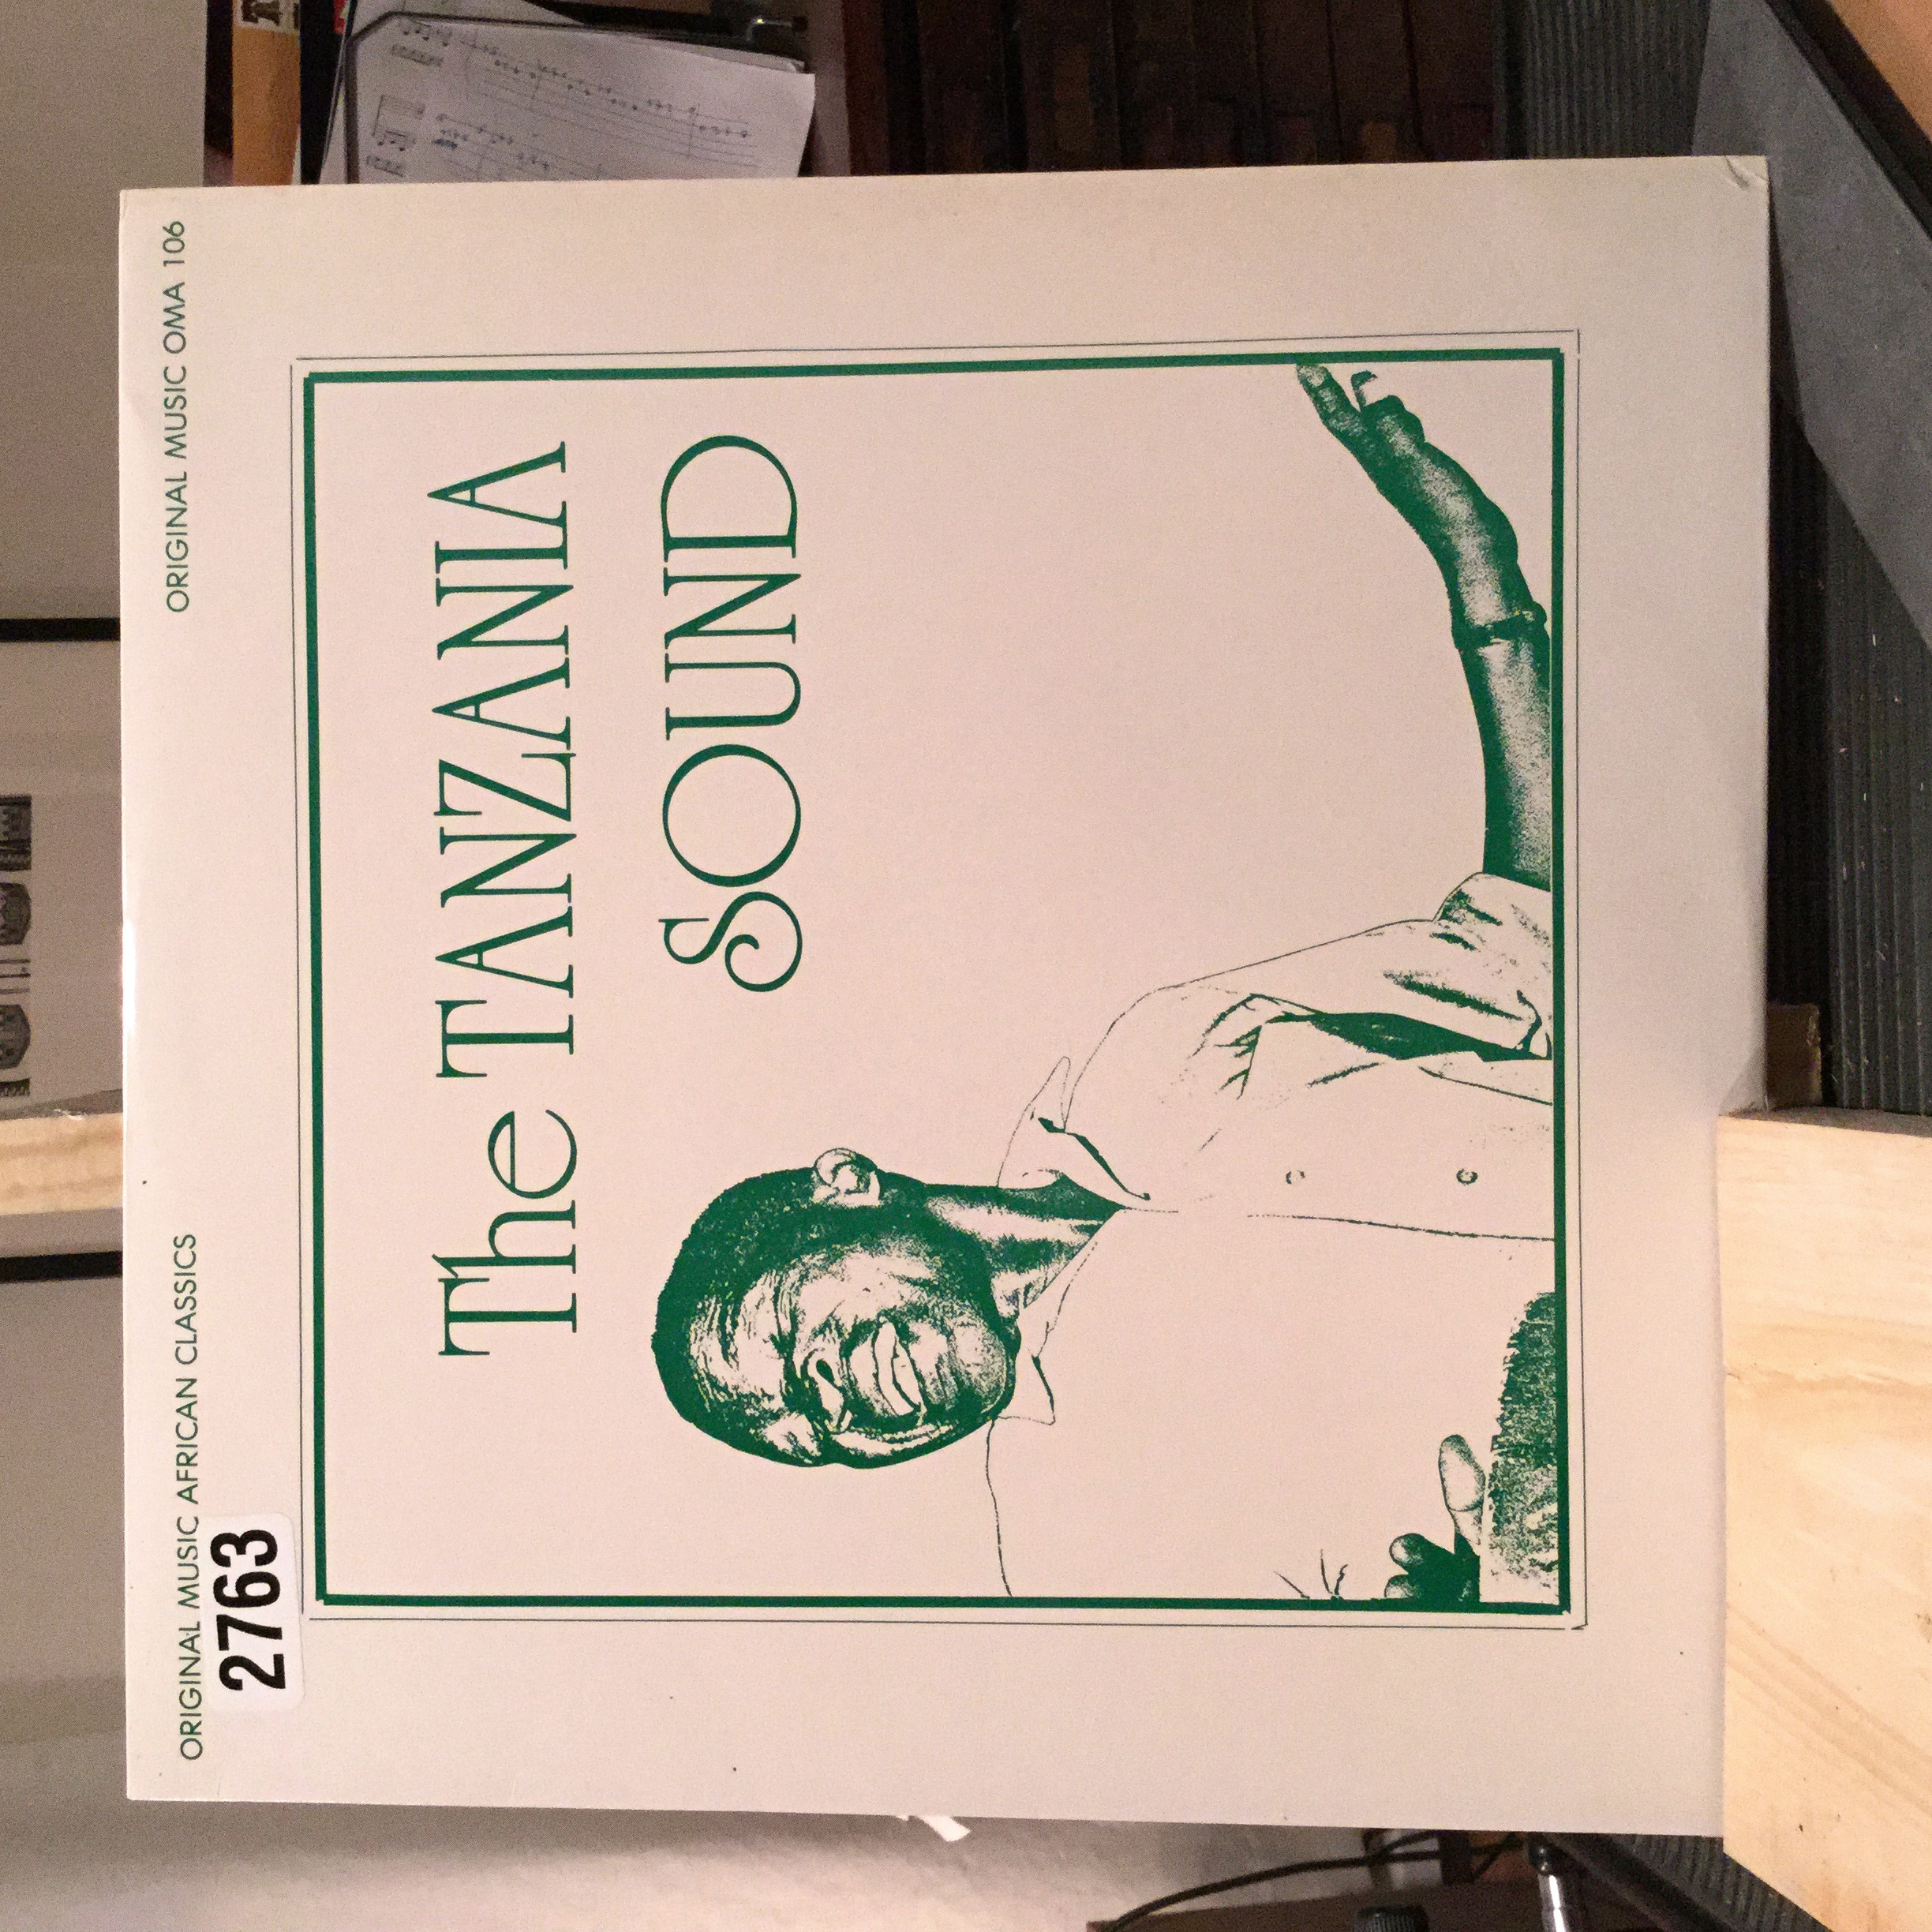 ORIGINAL MUSIC AFRICAN CLASSICS
ORIGINAL MUSIC OMA 106
2763
The TANZANIA
SOUND